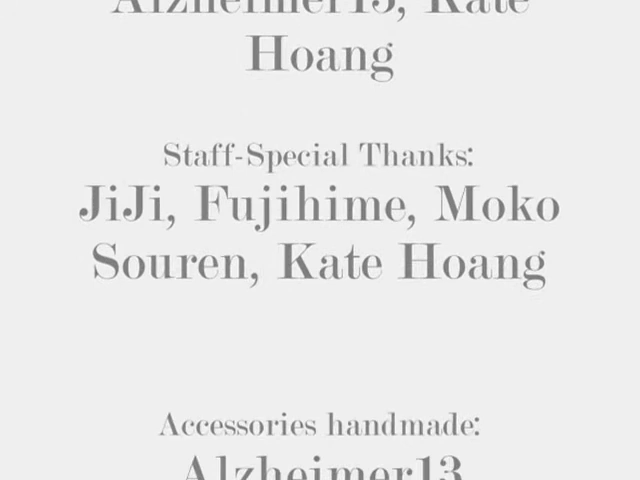 Alzheimer13, Kate
Hoang
Staff-Special Thanks:
JiJi, Fujihime, Moko
Souren, Kate Hoang
Accessories handmade:
Alzheimer13